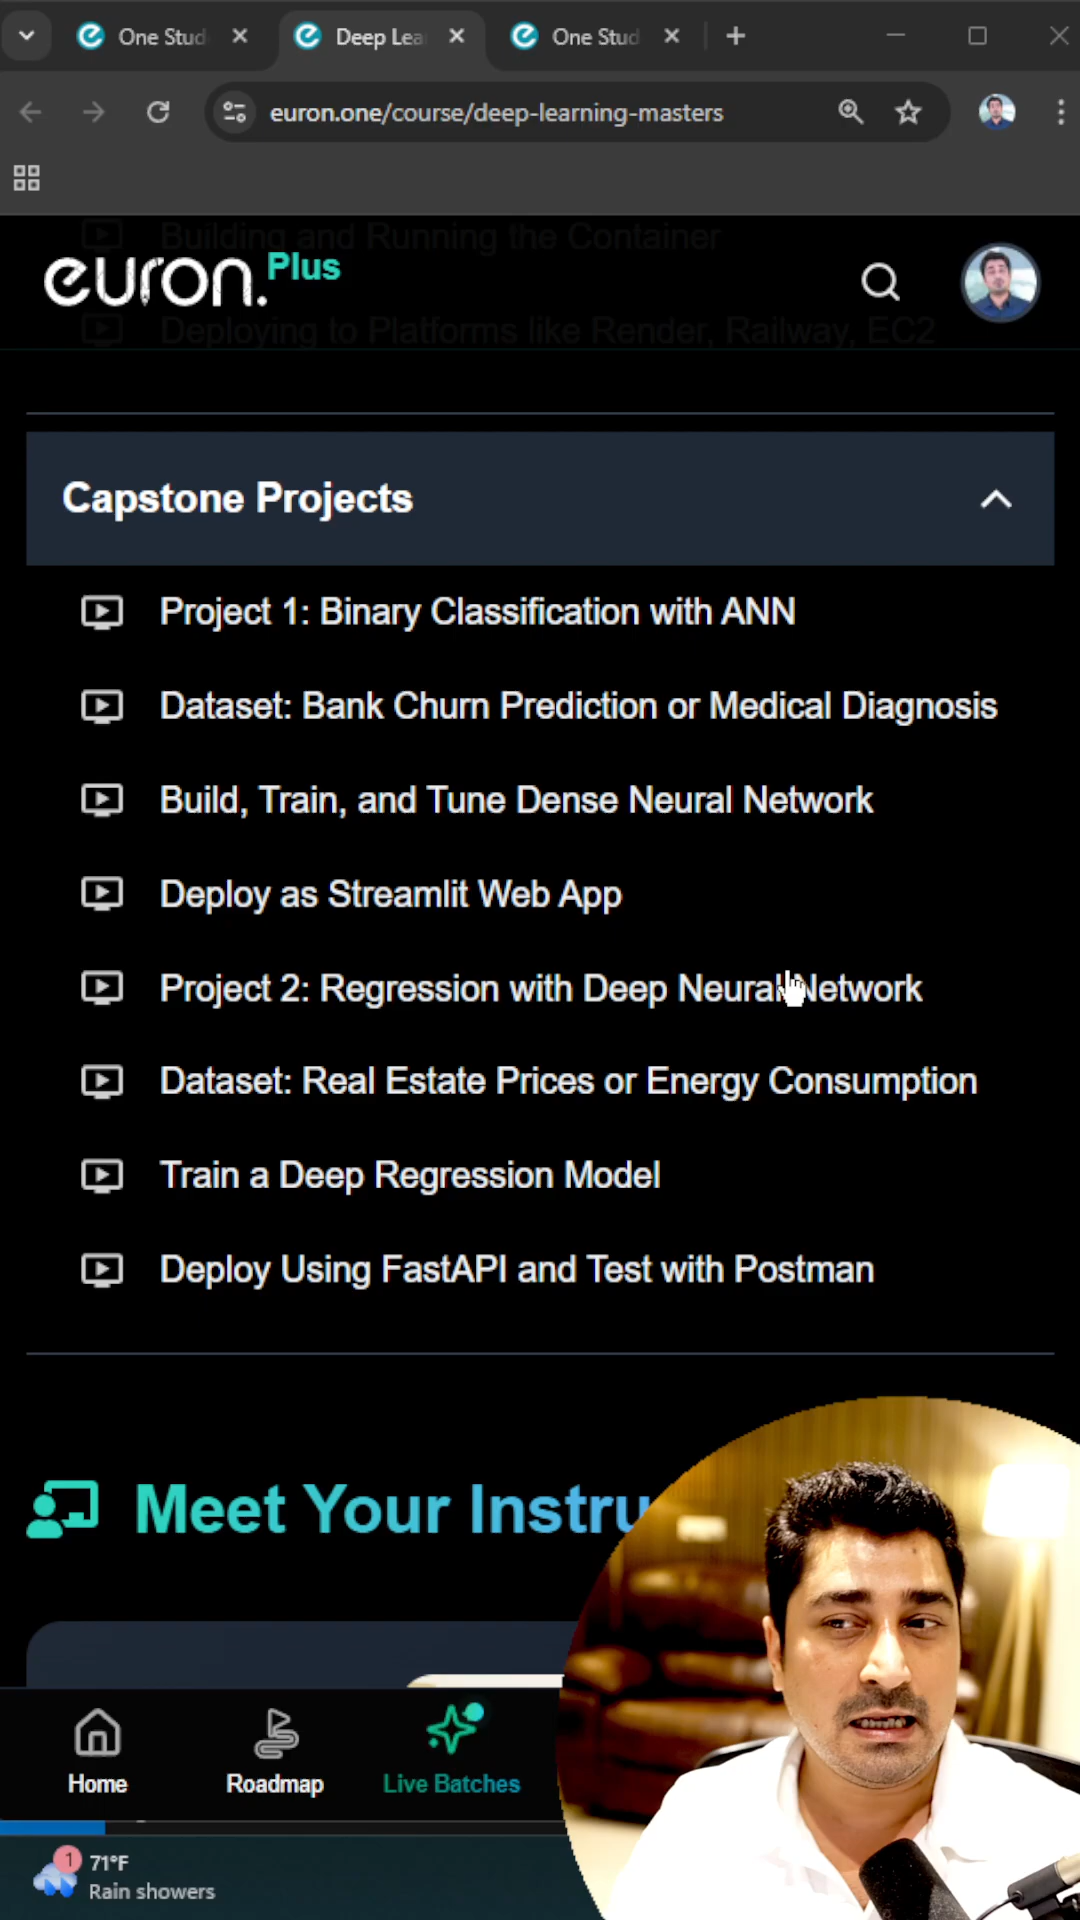 One Stud
Deep Lea
One Stud
euron.one/course/deep-learning-masters
Building and Running the Container
euron.Plus
Deploying to Platforms like Render, Railway, EC2
Capstone Projects
Project 1: Binary Classification with ANN
Dataset: Bank Churn Prediction or Medical Diagnosis
Build, Train, and Tune Dense Neural Network
Deploy as Streamlit Web App
Project 2: Regression with Deep Neural Network
Dataset: Real Estate Prices or Energy Consumption
Train a Deep Regression Model
Deploy Using FastAPI and Test with Postman
Meet Your Instru
Home
Roadmap
Live Batches
1
71°F
Rain showers